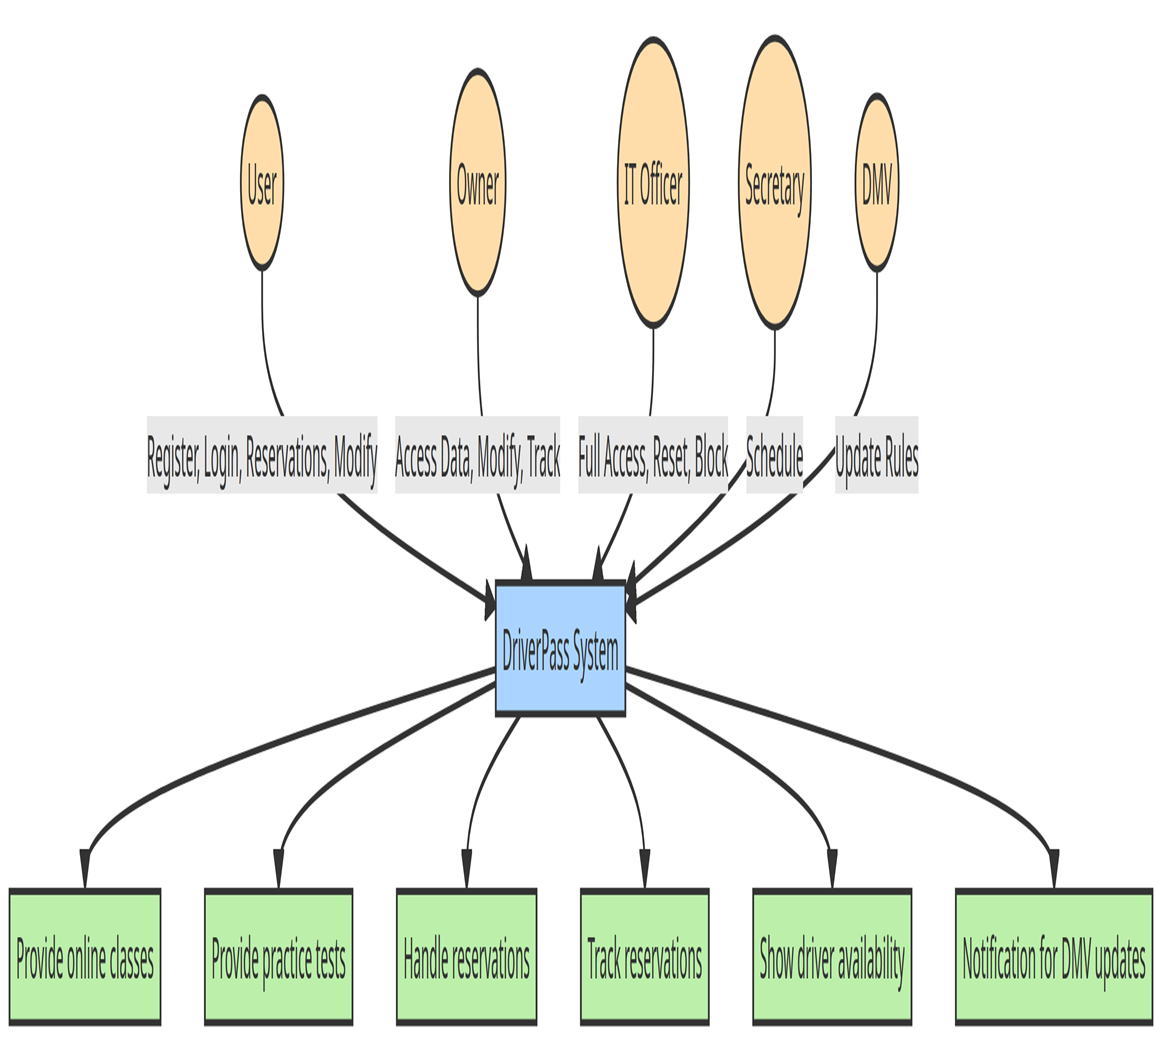 User
Owner
IT Officer
Secretary
DMV
Register, Login, Reservations, Modify
Access Data, Modify, Track
Full Access, Reset, Block
Schedule
Update Rules
DriverPass System
Provide online classes
Provide practice tests
Handle reservations
Track reservations
Show driver availability
Notification for DMV updates